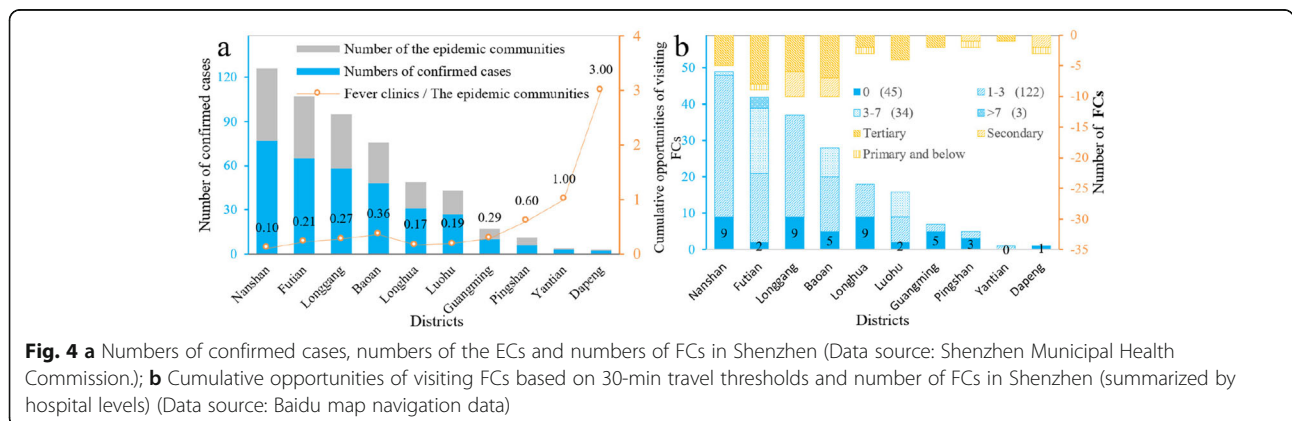 a
Number of the epidemic communities
Numbers of confirmed cases
Fever clinics / The epidemic communities
Number of confirmed cases
120
90
60
30
0
4
3
2
1
0
0.10
0.21
0.27
0.36
0.17
0.19
0.29
0.60
1.00
3.00
Nanshan
Futian
Longgang
Baoan
Longhua
Luohu
Guangming
Pingshan
Yantian
Dapeng
Districts
b
Cumulative opportunities of visiting
FCs
50
40
30
20
10
0
0 (45)
1-3 (122)
3-7 (34)
>7 (3)
Tertiary
Secondary
Primary and below
Number of FCs
0
-5
-10
-15
-20
-25
-30
-35
9
2
9
5
9
2
5
3
0
1
Nanshan
Futian
Longgang
Baoan
Longhua
Luohu
Guangming
Pingshan
Yantian
Dapeng
Districts
Fig. 4 a Numbers of confirmed cases, numbers of the ECs and numbers of FCs in Shenzhen (Data source: Shenzhen Municipal Health
Commission.); b Cumulative opportunities of visiting FCs based on 30-min travel thresholds and number of FCs in Shenzhen (summarized by
hospital levels) (Data source: Baidu map navigation data)